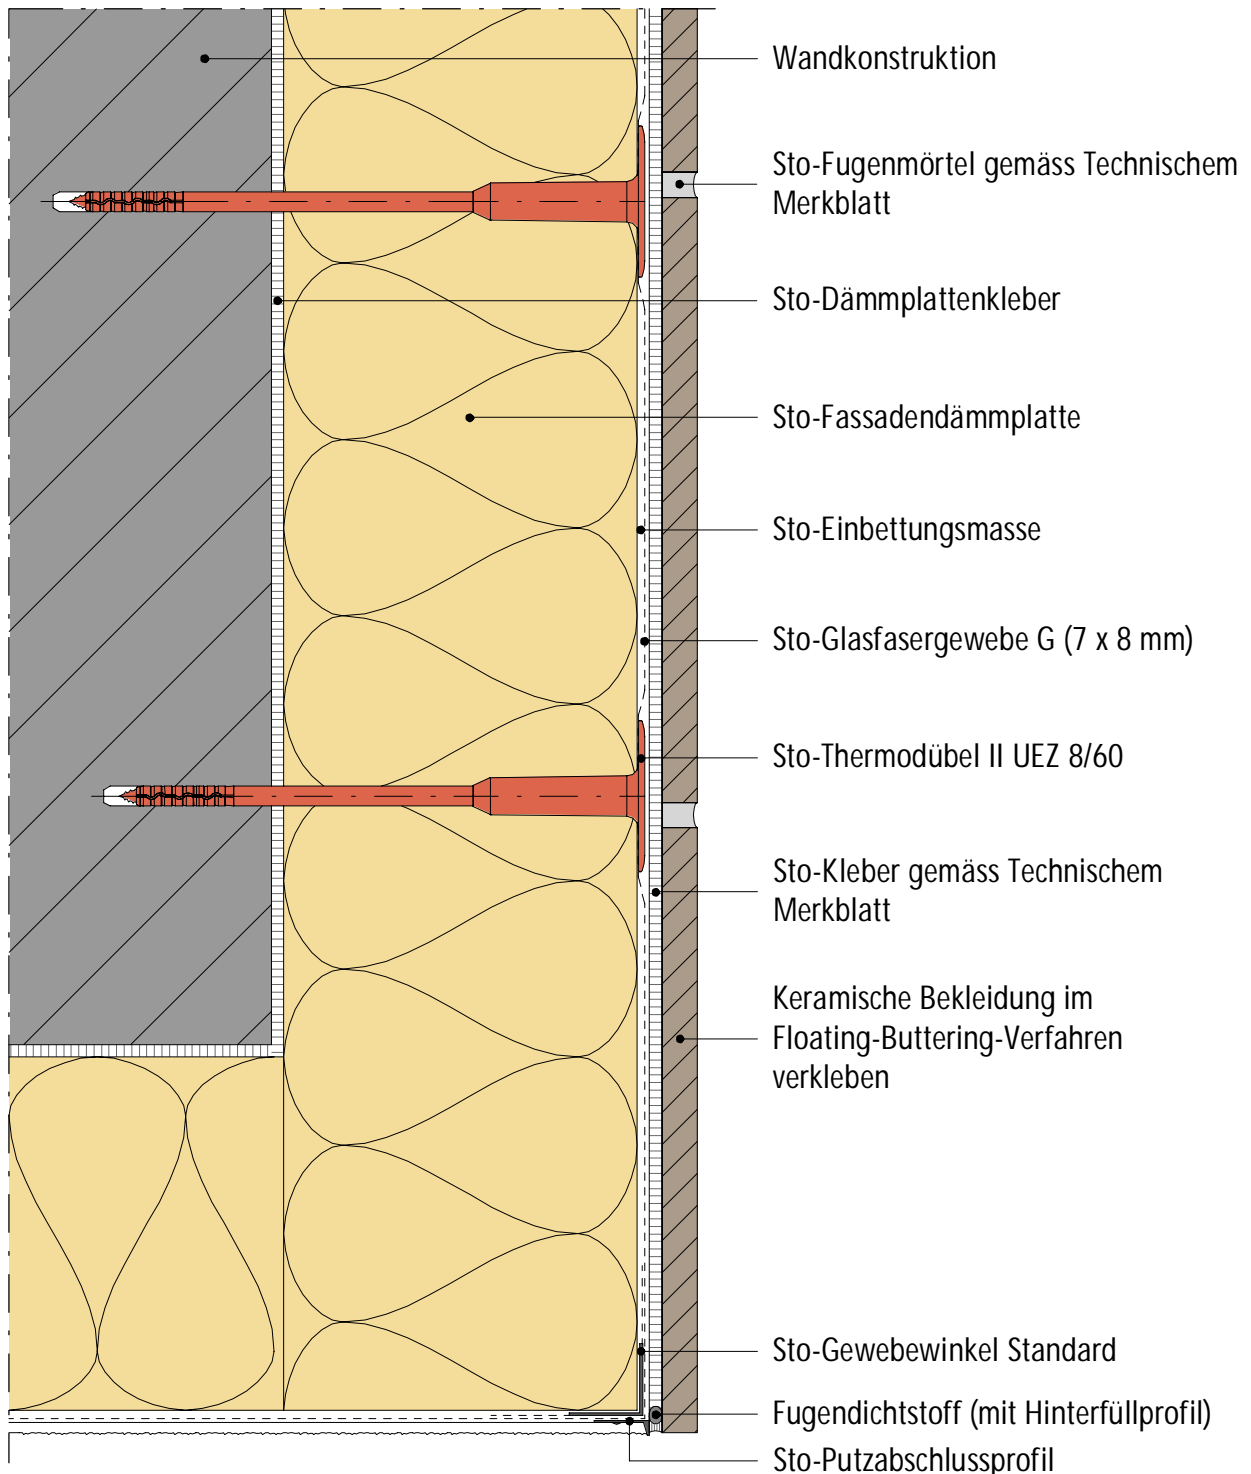 Wandkonstruktion
Sto-Fugenmörtel gemäss Technischem
Merkblatt
Sto-Dämmplattenkleber
Sto-Fassadendämmplatte
Sto-Einbettungsmasse
Sto-Glasfasergewebe G (7 x 8 mm)
Sto-Thermodübel II UEZ 8/60
Sto-Kleber gemäss Technischem
Merkblatt
Keramische Bekleidung im
Floating-Buttering-Verfahren
verkleben
Sto-Gewebewinkel Standard
Fugendichtstoff (mit Hinterfüllprofil)
Sto-Putzabschlussprofil